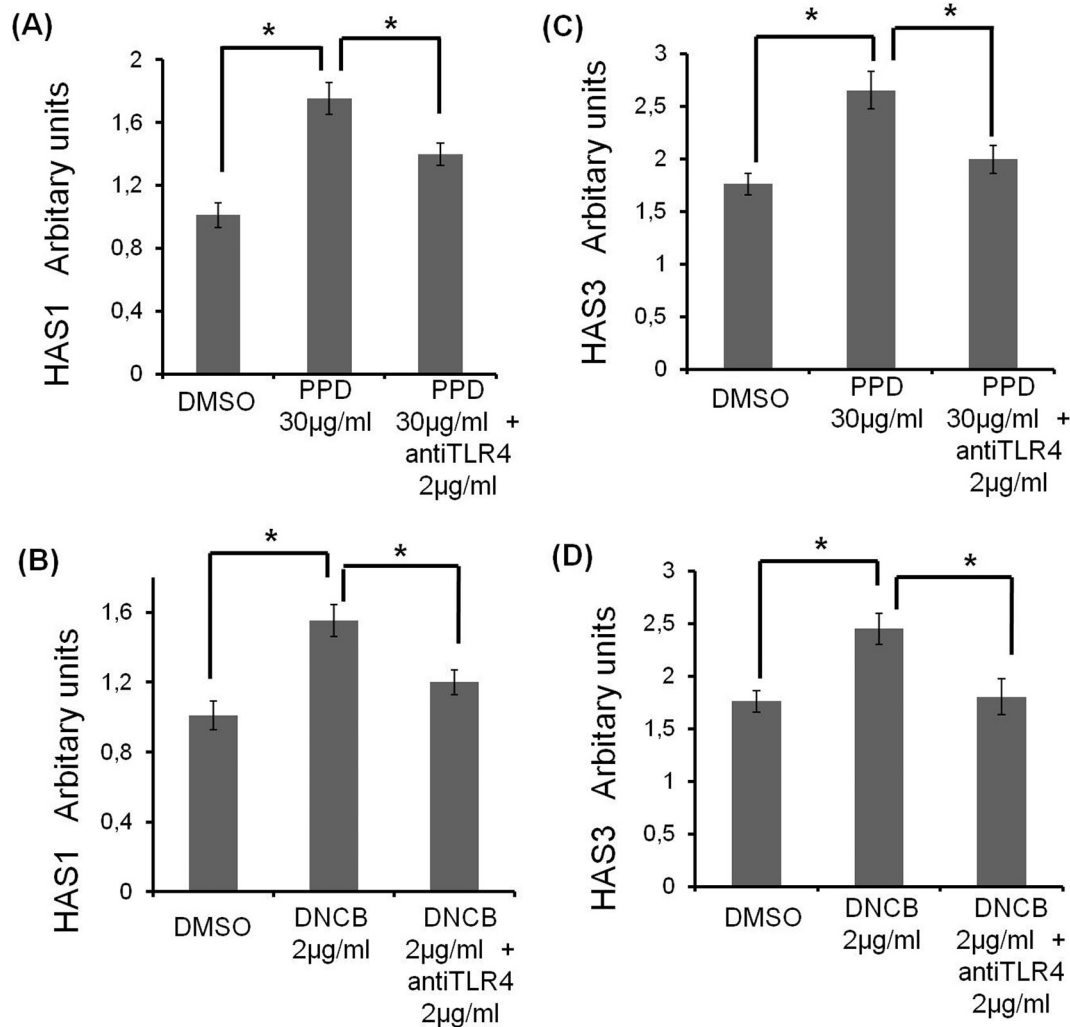 (A)
HAS1 Arbitary units
2
1,6
1,2
0,8
0,4
0
*
*
DMSO
PPD
30µg/ml
PPD
30µg/ml +
antiTLR4
2µg/ml
(C)
HAS3 Arbitary units
3
2,5
2
1,5
1
0,5
0
*
*
DMSO
PPD
30µg/ml
PPD
30µg/ml +
antiTLR4
2µg/ml
(B)
HAS1 Arbitary units
1,6
1,2
0,8
0,4
0
*
*
DMSO
DNCB
2µg/ml
DNCB
2µg/ml +
antiTLR4
2µg/ml
(D)
HAS3 Arbitary units
3
2,5
2
1,5
1
0,5
0
*
*
DMSO
DNCB
2µg/ml
DNCB
2µg/ml +
antiTLR4
2µg/ml